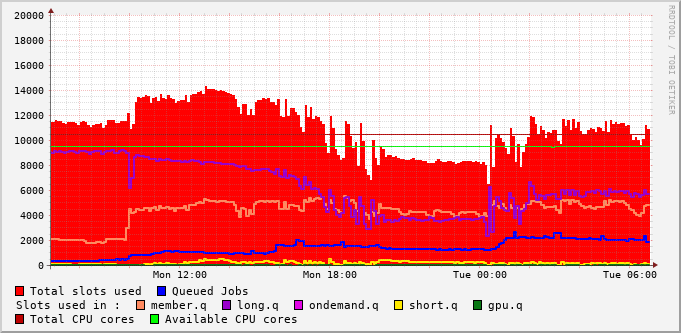 RRDTOOL / TOBI OETIKER
20000
18000
16000
14000
12000
10000
8000
6000
4000
2000
0
Mon 12:00 Mon 18:00 Tue 00:00 Tue 06:00
Total slots used Queued Jobs
Slots used in : member.q long.q ondemand.q short.q gpu.q
Total CPU cores Available CPU cores